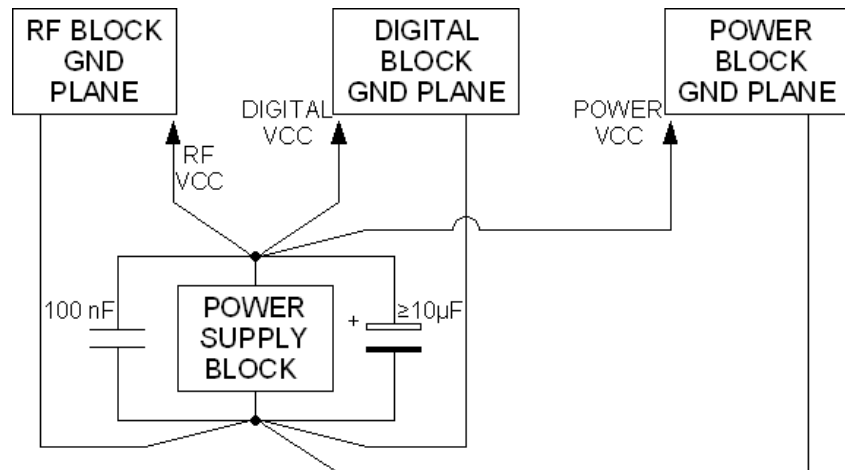 RF BLOCK
GND
PLANE
DIGITAL
BLOCK
GND PLANE
POWER
BLOCK
GND PLANE
RF
VCC
DIGITAL
VCC
POWER
VCC
100 nF
POWER
SUPPLY
BLOCK
+
≥10µF